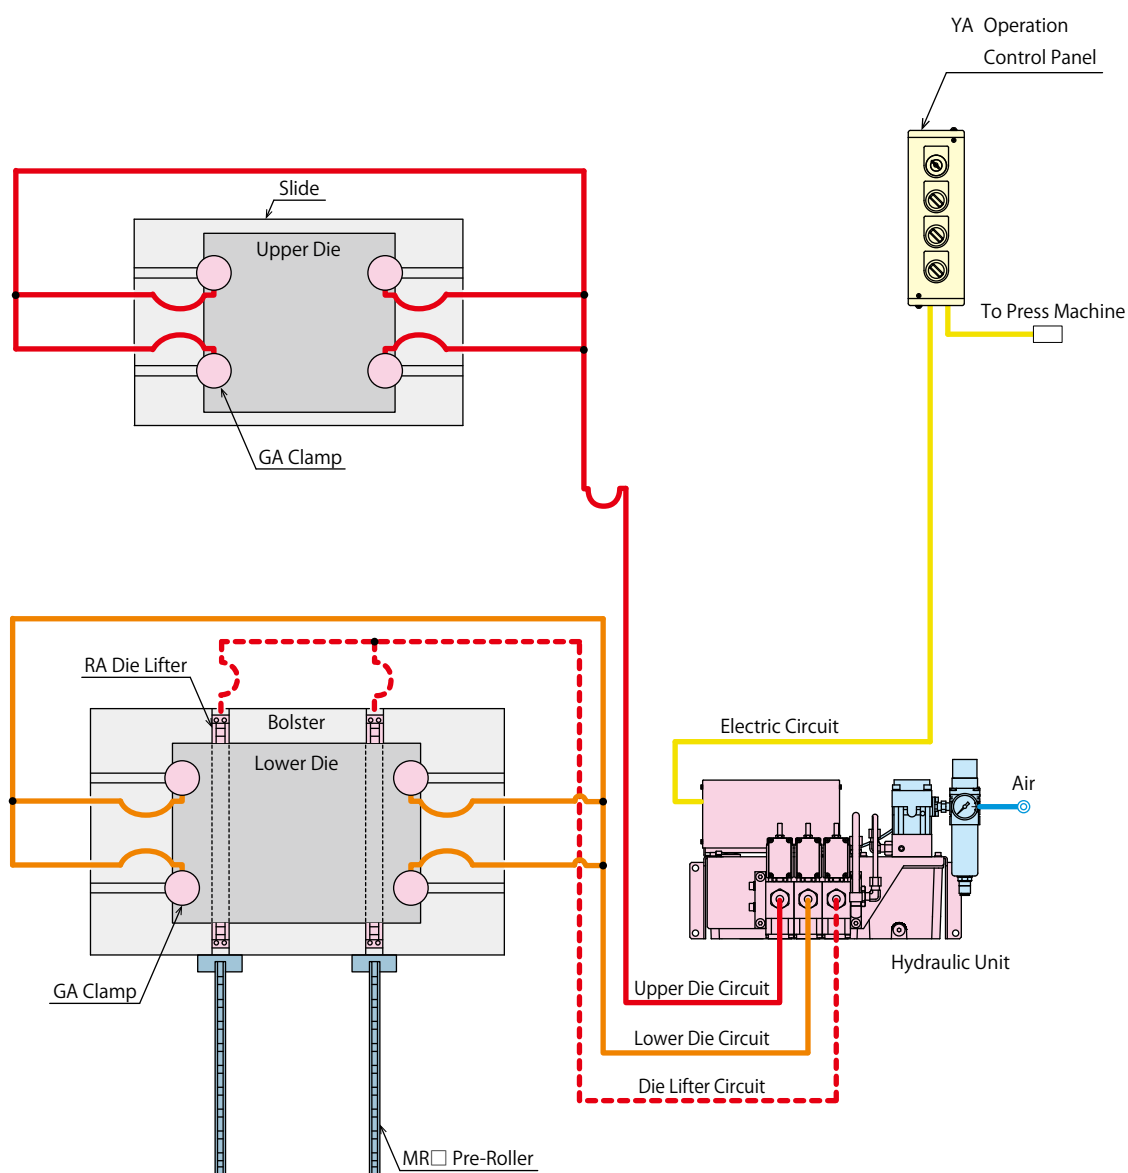 YA Operation
Control Panel
Slide
Upper Die
To Press Machine
GA Clamp
RA Die Lifter
Bolster
Electric Circuit
Lower Die
Air
Hydraulic Unit
GA Clamp
Upper Die Circuit
Lower Die Circuit
Die Lifter Circuit
MR□ Pre-Roller